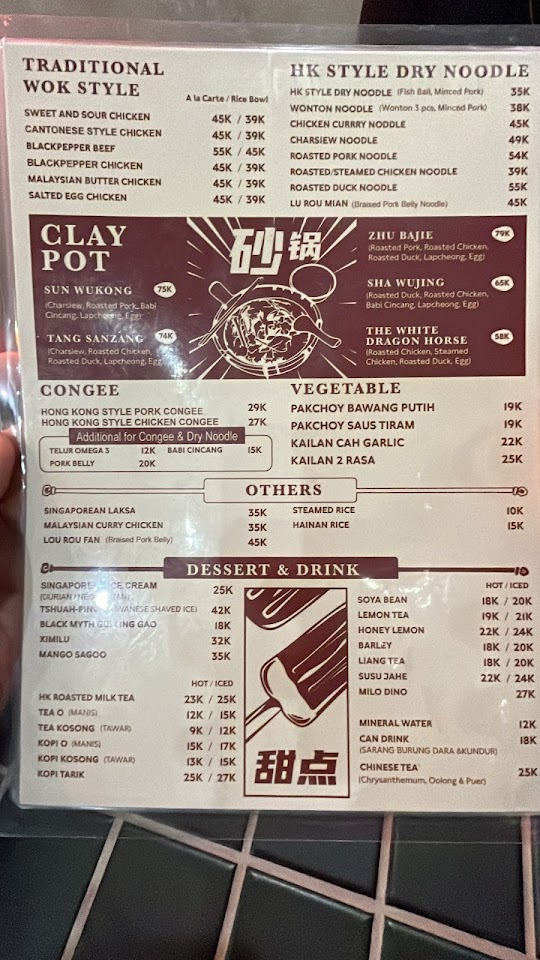 TRADITIONAL
WOK STYLE
A la Carte / Rice Bowl
SWEET AND SOUR CHICKEN 45K / 39K
CANTONESE STYLE CHICKEN 45K / 39K
BLACKPEPPER BEEF 55K / 45K
BLACKPEPPER CHICKEN 45K / 39K
MALAYSIAN BUTTER CHICKEN 45K / 39K
SALTED EGG CHICKEN 45K / 39K
HK STYLE DRY NOODLE
HK STYLE DRY NOODLE (Fish Ball, Minced Pork) 35K
WONTON NOODLE (Wonton 3 pcs, Minced Pork) 38K
CHICKEN CURRRY NODDLE 45K
CHARSIEW NOODLE 49K
ROASTED PORK NOODLE 54K
ROASTED/STEAMED CHICKEN NOODLE 39K
ROASTED DUCK NOODLE 55K
LU ROU MIAN (Braised Pork Belly Noodle) 45K
CLAY
POT
砂锅
SUN WUKONG 75K
(Charsiew, Roasted Pork, Babi
Cincang, Lapcheong, Egg)
TANG SANZANG 74K
(Charsiew, Roasted Chicken,
Roasted Duck, Lapcheong, Egg)
ZHU BAJIE 79K
(Roasted Pork, Roasted Chicken,
Roasted Duck, Lapcheong, Egg)
SHA WUJING 65K
(Roasted Duck, Roasted Chicken,
Babi Cincang, Lapcheong, Egg)
THE WHITE
DRAGON HORSE 58K
(Roasted Chicken, Steamed
Chicken, Roasted Duck, Egg)
CONGEE
HONG KONG STYLE PORK CONGEE 29K
HONG KONG STYLE CHICKEN CONGEE 27K
Additional for Congee & Dry Noodle
TELUR OMEGA 3 12K BABI CINCANG 15K
PORK BELLY 20K
VEGETABLE
PAKCHOY BAWANG PUTIH 19K
PAKCHOY SAUS TIRAM 19K
KAILAN CAH GARLIC 22K
KAILAN 2 RASA 25K
OTHERS
SINGAPOREAN LAKSA 35K
MALAYSIAN CURRY CHICKEN 35K
LOU ROU FAN (Braised Pork Belly) 45K
STEAMED RICE 10K
HAINAN RICE 15K
DESSERT & DRINK
ICE CREAM 25K
(DURIAN
SHAVED ICE) 42K
BLACK MYTH GAO 18K
XIMILU 32K
MANGO SAGOO 35K
HOT / ICED
HK ROASTED MILK TEA 23K / 25K
TEA O (MANIS) 12K / 15K
TEA KOSONG (TAWAR) 9K / 12K
KOPI O (MANIS) 15K / 17K
KOPI KOSONG (TAWAR) 13K / 15K
KOPI TARIK 25K / 27K
甜点
HOT / ICED
SOYA BEAN 18K / 20K
LEMON TEA 19K / 21K
HONEY LEMON 22K / 24K
BARLEY 18K / 20K
LIANG TEA 18K / 20K
SUSU JAHE 22K / 24K
MILO DINO 27K
MINERAL WATER 12K
CAN DRINK 18K
(SARANG BURUNG DARA &KUNDUR)
CHINESE TEA 25K
(Chrysanthemum, Oolong & Puer)